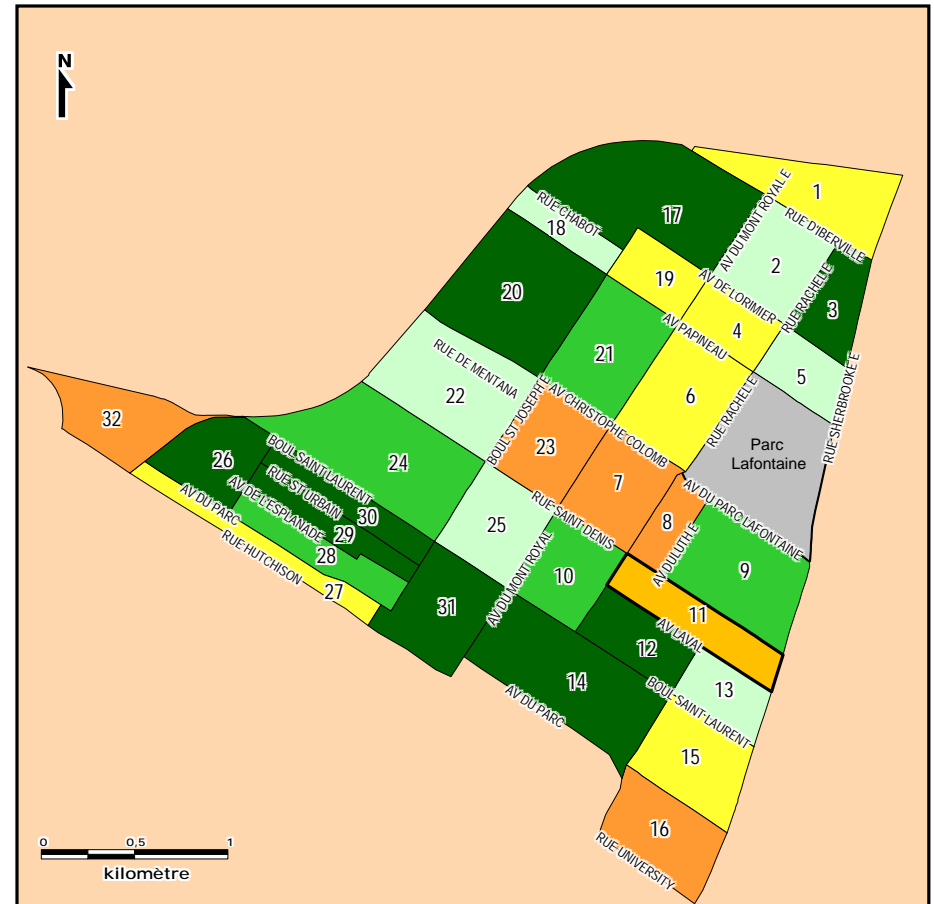 N
1
AV DU MONT ROYALE
RUE D'IBERVILLE
17
RUE CHABOT
18
2
RUE RACHEL E
3
19
AV DE LORIMIER
20
4
AV PAPINEAU
21
5
RUE SHERBROOKE E
RUE DE MENTANA
22
BOUL ST JOSEPH E
AV CHRISTOPHE COLOMB
6
RUE RACHEL E
Parc
Lafontaine
32
23
24
26
BOUL SAINT LAURENT
RUE ST URBAIN
30
29
AV DE L'ESPLANADE
28
AV DU PARC
RUE HUTCHISON
27
7
RUE SAINT DENIS
AV DU PARC LAFONTAINE
25
8
AV DULUTH E
9
AV DU MONT ROYAL
10
31
11
AV LAVAL
12
13
14
BOUL SAINT LAURENT
AV DU PARC
15
16
RUE UNIVERSITY
0 0,5 1
kilomètre